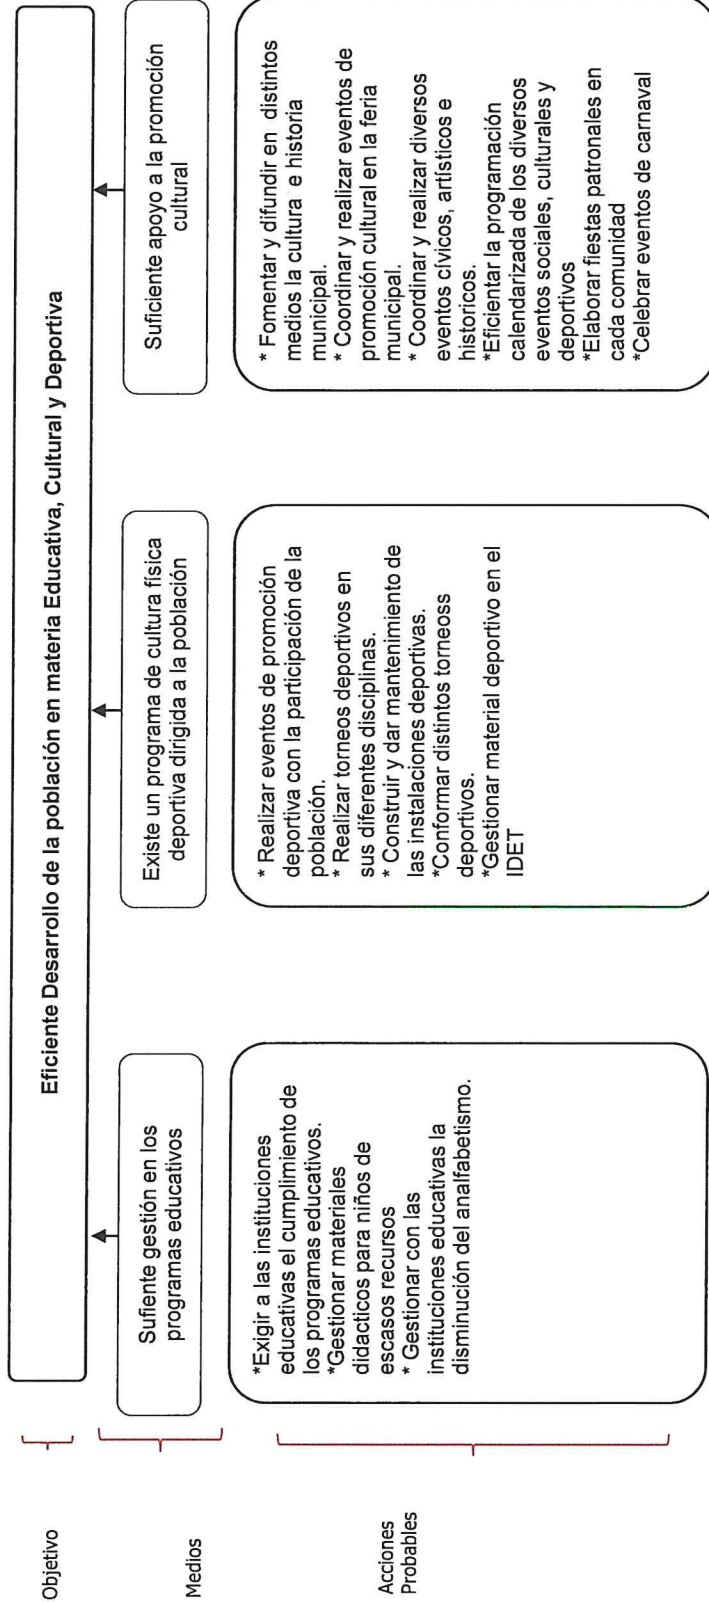 Objetivo
Eficiente Desarrollo de la población en materia Educativa, Cultural y Deportiva
Medios
Sufiente gestión en los
programas educativos
Existe un programa de cultura física
deportiva dirigida a la población
Suficiente apoyo a la promoción
cultural
Acciones
Probables
*Exigir a las instituciones
educativas el cumplimiento de
los programas educativos.
*Gestionar materiales
didacticos para niños de
escasos recursos
* Gestionar con las
instituciones educativas la
disminución del analfabetismo.
* Realizar eventos de promoción
deportiva con la participación de la
población.
* Realizar torneos deportivos en
sus diferentes disciplinas.
* Construir y dar mantenimiento de
las instalaciones deportivas.
*Conformar distintos torneoss
deportivos.
*Gestionar material deportivo en el
IDET
* Fomentar y difundir en distintos
medios la cultura e historia
municipal.
* Coordinar y realizar eventos de
promoción cultural en la feria
municipal.
* Coordinar y realizar diversos
eventos cívicos, artísticos e
historicos.
*Eficientar la programación
calendarizada de los diversos
eventos sociales, culturales y
deportivos
*Elaborar fiestas patronales en
cada comunidad
*Celebrar eventos de carnaval